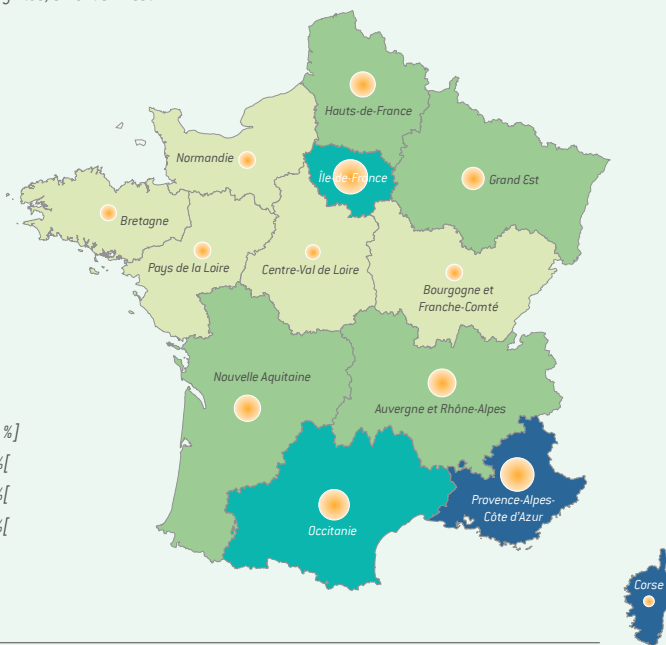 Hauts-de-France
Normandie
Île-de-France
Grand Est
Bretagne
Pays de la Loire
Centre-Val de Loire
Bourgogne et
Franche-Comté
Nouvelle Aquitaine
Auvergne et Rhône-Alpes
%]
%[
%[
%[
Provence-Alpes-
Côte d'Azur
Occitanie
Corse